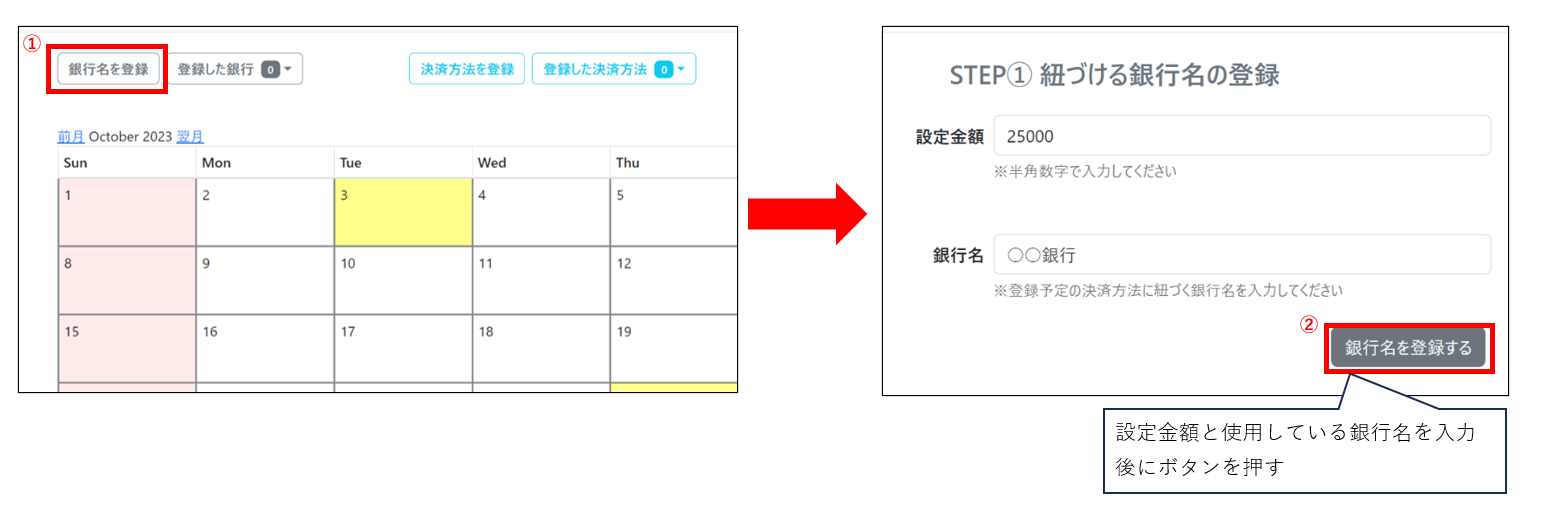 ①
銀行名を登録 登録した銀行 0 決済方法を登録 登録した決済方法 0
前月 October 2023 翌月
Sun Mon Tue Wed Thu
1 2 3 4 5
8 9 10 11 12
15 16 17 18 19
STEP① 紐づける銀行名の登録
設定金額 25000
※半角数字で入力してください
銀行名 〇〇銀行
※登録予定の決済方法に紐づく銀行名を入力してください
②
銀行名を登録する
設定金額と使用している銀行名を入力
後にボタンを押す